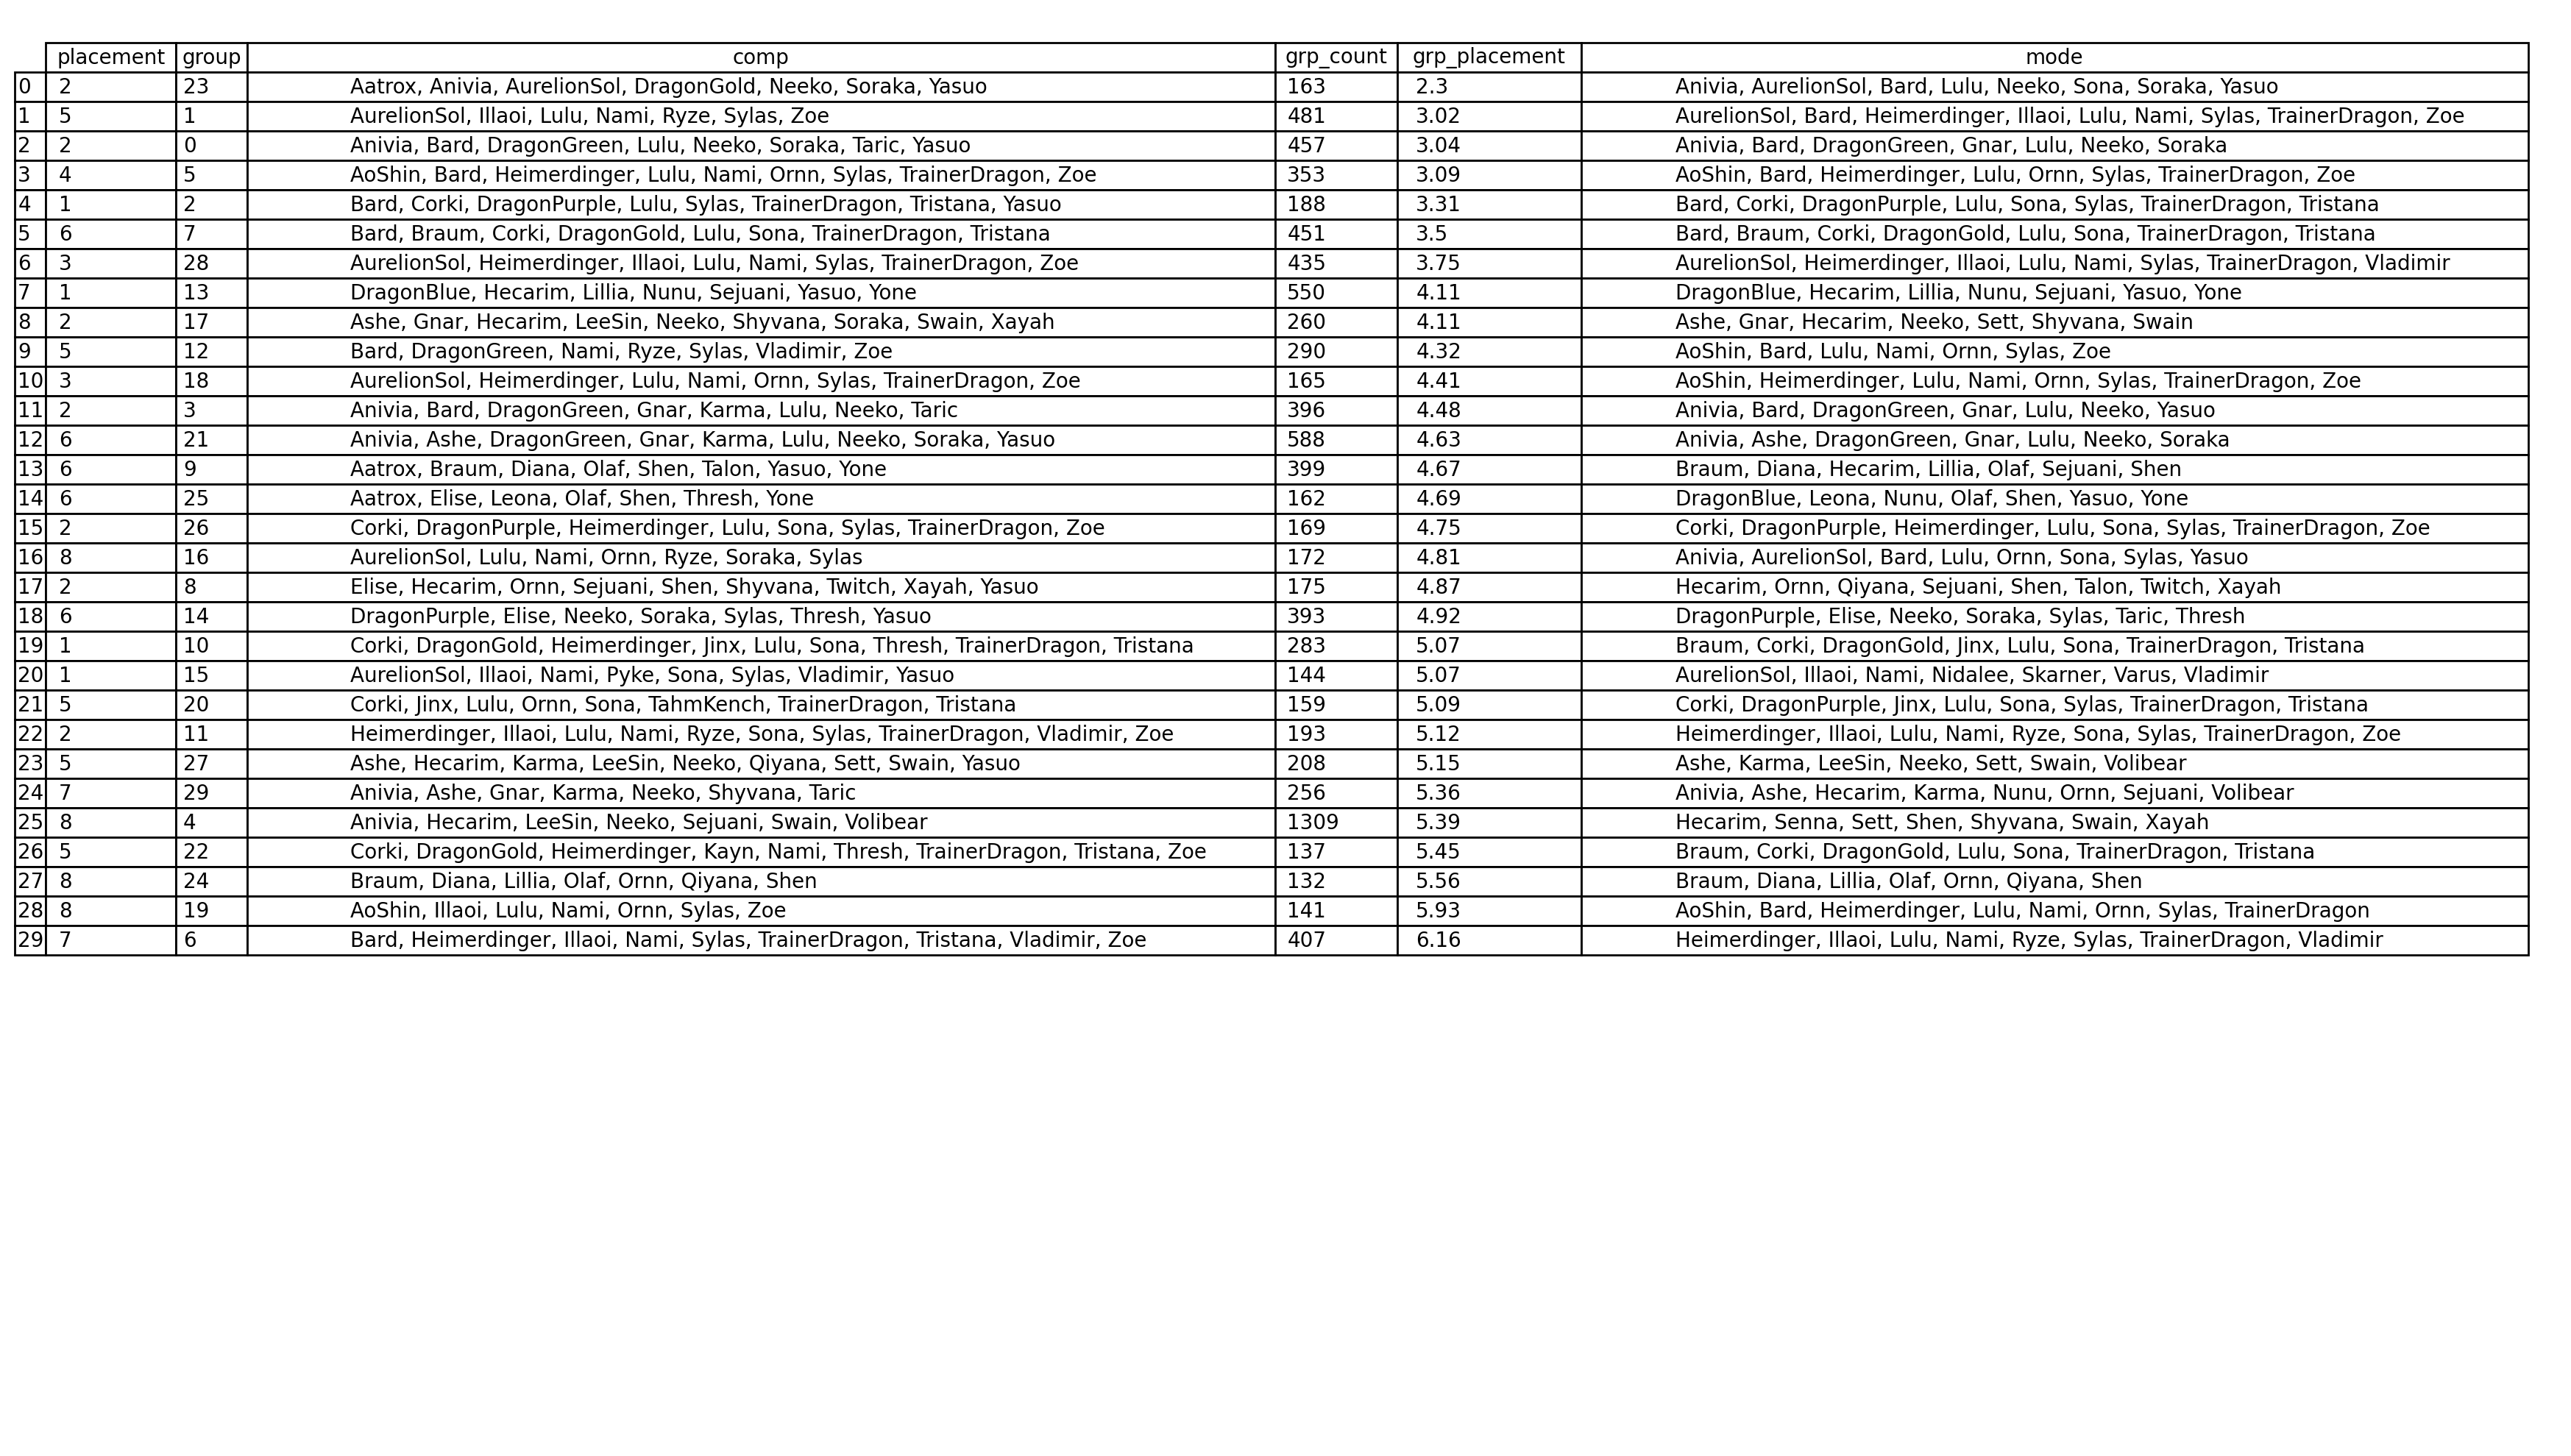 placement group comp grp_count grp_placement mode
0 2 23 Aatrox, Anivia, AurelionSol, DragonGold, Neeko, Soraka, Yasuo 163 2.3 Anivia, AurelionSol, Bard, Lulu, Neeko, Sona, Soraka, Yasuo
1 5 1 AurelionSol, Illaoi, Lulu, Nami, Ryze, Sylas, Zoe 481 3.02 AurelionSol, Bard, Heimerdinger, Illaoi, Lulu, Nami, Sylas, TrainerDragon, Zoe
2 2 0 Anivia, Bard, DragonGreen, Lulu, Neeko, Soraka, Taric, Yasuo 457 3.04 Anivia, Bard, DragonGreen, Gnar, Lulu, Neeko, Soraka
3 4 5 AoShin, Bard, Heimerdinger, Lulu, Nami, Ornn, Sylas, TrainerDragon, Zoe 353 3.09 AoShin, Bard, Heimerdinger, Lulu, Ornn, Sylas, TrainerDragon, Zoe
4 1 2 Bard, Corki, DragonPurple, Lulu, Sylas, TrainerDragon, Tristana, Yasuo 188 3.31 Bard, Corki, DragonPurple, Lulu, Sona, Sylas, TrainerDragon, Tristana
5 6 7 Bard, Braum, Corki, DragonGold, Lulu, Sona, TrainerDragon, Tristana 451 3.5 Bard, Braum, Corki, DragonGold, Lulu, Sona, TrainerDragon, Tristana
6 3 28 AurelionSol, Heimerdinger, Illaoi, Lulu, Nami, Sylas, TrainerDragon, Zoe 435 3.75 AurelionSol, Heimerdinger, Illaoi, Lulu, Nami, Sylas, TrainerDragon, Vladimir
7 1 13 DragonBlue, Hecarim, Lillia, Nunu, Sejuani, Yasuo, Yone 550 4.11 DragonBlue, Hecarim, Lillia, Nunu, Sejuani, Yasuo, Yone
8 2 17 Ashe, Gnar, Hecarim, LeeSin, Neeko, Shyvana, Soraka, Swain, Xayah 260 4.11 Ashe, Gnar, Hecarim, Neeko, Sett, Shyvana, Swain
9 5 12 Bard, DragonGreen, Nami, Ryze, Sylas, Vladimir, Zoe 290 4.32 AoShin, Bard, Lulu, Nami, Ornn, Sylas, Zoe
10 3 18 AurelionSol, Heimerdinger, Lulu, Nami, Ornn, Sylas, TrainerDragon, Zoe 165 4.41 AoShin, Heimerdinger, Lulu, Nami, Ornn, Sylas, TrainerDragon, Zoe
11 2 3 Anivia, Bard, DragonGreen, Gnar, Karma, Lulu, Neeko, Taric 396 4.48 Anivia, Bard, DragonGreen, Gnar, Lulu, Neeko, Yasuo
12 6 21 Anivia, Ashe, DragonGreen, Gnar, Karma, Lulu, Neeko, Soraka, Yasuo 588 4.63 Anivia, Ashe, DragonGreen, Gnar, Lulu, Neeko, Soraka
13 6 9 Aatrox, Braum, Diana, Olaf, Shen, Talon, Yasuo, Yone 399 4.67 Braum, Diana, Hecarim, Lillia, Olaf, Sejuani, Shen
14 6 25 Aatrox, Elise, Leona, Olaf, Shen, Thresh, Yone 162 4.69 DragonBlue, Leona, Nunu, Olaf, Shen, Yasuo, Yone
15 2 26 Corki, DragonPurple, Heimerdinger, Lulu, Sona, Sylas, TrainerDragon, Zoe 169 4.75 Corki, DragonPurple, Heimerdinger, Lulu, Sona, Sylas, TrainerDragon, Zoe
16 8 16 AurelionSol, Lulu, Nami, Ornn, Ryze, Soraka, Sylas 172 4.81 Anivia, AurelionSol, Bard, Lulu, Ornn, Sona, Sylas, Yasuo
17 2 8 Elise, Hecarim, Ornn, Sejuani, Shen, Shyvana, Twitch, Xayah, Yasuo 175 4.87 Hecarim, Ornn, Qiyana, Sejuani, Shen, Talon, Twitch, Xayah
18 6 14 DragonPurple, Elise, Neeko, Soraka, Sylas, Thresh, Yasuo 393 4.92 DragonPurple, Elise, Neeko, Soraka, Sylas, Taric, Thresh
19 1 10 Corki, DragonGold, Heimerdinger, Jinx, Lulu, Sona, Thresh, TrainerDragon, Tristana 283 5.07 Braum, Corki, DragonGold, Jinx, Lulu, Sona, TrainerDragon, Tristana
20 1 15 AurelionSol, Illaoi, Nami, Pyke, Sona, Sylas, Vladimir, Yasuo 144 5.07 AurelionSol, Illaoi, Nami, Nidalee, Skarner, Varus, Vladimir
21 5 20 Corki, Jinx, Lulu, Ornn, Sona, TahmKench, TrainerDragon, Tristana 159 5.09 Corki, DragonPurple, Jinx, Lulu, Sona, Sylas, TrainerDragon, Tristana
22 2 11 Heimerdinger, Illaoi, Lulu, Nami, Ryze, Sona, Sylas, TrainerDragon, Vladimir, Zoe 193 5.12 Heimerdinger, Illaoi, Lulu, Nami, Ryze, Sona, Sylas, TrainerDragon, Zoe
23 5 27 Ashe, Hecarim, Karma, LeeSin, Neeko, Qiyana, Sett, Swain, Yasuo 208 5.15 Ashe, Karma, LeeSin, Neeko, Sett, Swain, Volibear
24 7 29 Anivia, Ashe, Gnar, Karma, Neeko, Shyvana, Taric 256 5.36 Anivia, Ashe, Hecarim, Karma, Nunu, Ornn, Sejuani, Volibear
25 8 4 Anivia, Hecarim, LeeSin, Neeko, Sejuani, Swain, Volibear 1309 5.39 Hecarim, Senna, Sett, Shen, Shyvana, Swain, Xayah
26 5 22 Corki, DragonGold, Heimerdinger, Kayn, Nami, Thresh, TrainerDragon, Tristana, Zoe 137 5.45 Braum, Corki, DragonGold, Lulu, Sona, TrainerDragon, Tristana
27 8 24 Braum, Diana, Lillia, Olaf, Ornn, Qiyana, Shen 132 5.56 Braum, Diana, Lillia, Olaf, Ornn, Qiyana, Shen
28 8 19 AoShin, Illaoi, Lulu, Nami, Ornn, Sylas, Zoe 141 5.93 AoShin, Bard, Heimerdinger, Lulu, Nami, Ornn, Sylas, TrainerDragon
29 7 6 Bard, Heimerdinger, Illaoi, Nami, Sylas, TrainerDragon, Tristana, Vladimir, Zoe 407 6.16 Heimerdinger, Illaoi, Lulu, Nami, Ryze, Sylas, TrainerDragon, Vladimir